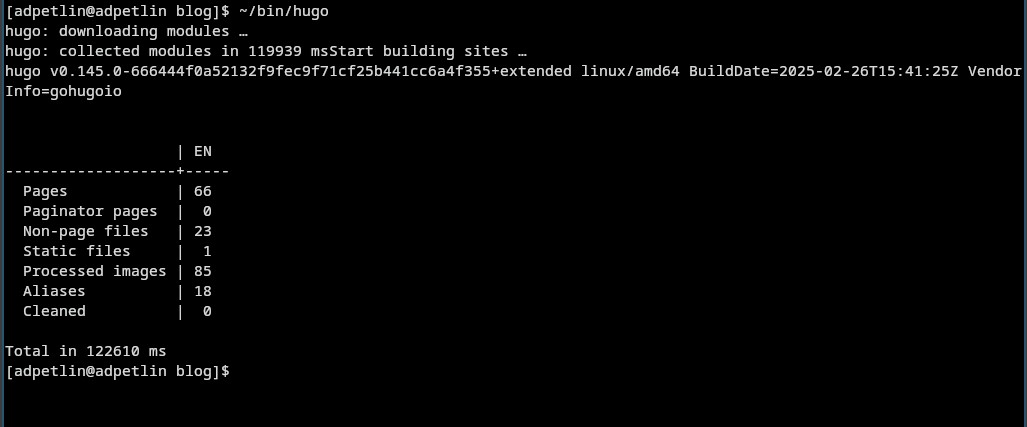 [adpetlin@adpetlin blog]$ ~/bin/hugo
hugo: downloading modules …
hugo: collected modules in 119939 msStart building sites …
hugo v0.145.0-666444f0a52132f9fec9f71cf25b441cc6a4f355+extended linux/amd64 BuildDate=2025-02-26T15:41:25Z Vendor
Info=gohugoio
                   | EN
-------------------+-----
  Pages            | 66
  Paginator pages  |  0
  Non-page files   | 23
  Static files     |  1
  Processed images | 85
  Aliases          | 18
  Cleaned          |  0
Total in 122610 ms
[adpetlin@adpetlin blog]$